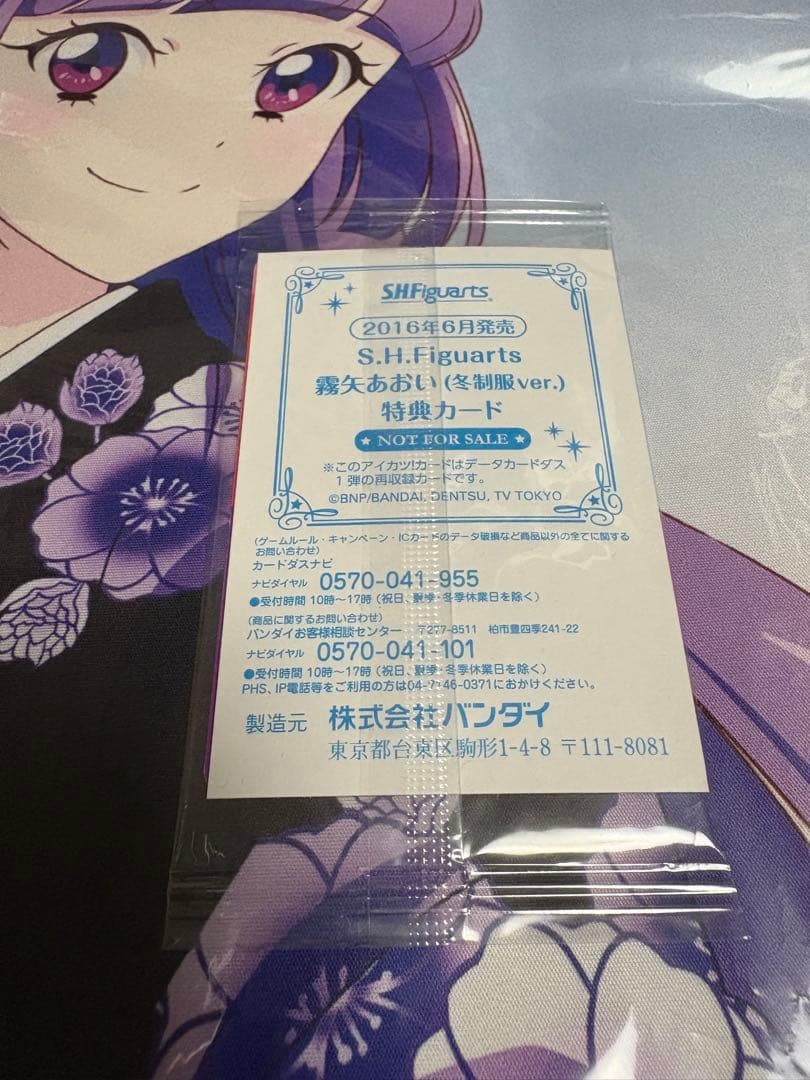 S.H.Figuarts
2016年6月発売
S.H.Figuarts
霧矢あおい(冬制服ver.)
特典カード
★ NOT FOR SALE ★
※このアイカツ!カードはデータカードダス
1弾の再収録カードです。
©BNP/BANDAI, DENTSU, TV TOKYO
(ゲームルール・キャンペーン・ICカードのデータ破損など商品以外の全てに関する
お問い合わせ)
カードダスナビ
ナビダイヤル 0570-041-955
●受付時間 10時~17時 (祝日、夏季・冬季休業日を除く)
(商品に関するお問い合わせ)
バンダイお客様相談センター 〒277-8511 柏市豊四季241-22
ナビダイヤル 0570-041-101
●受付時間 10時~17時 (祝日、夏季・冬季休業日を除く)
PHS、IP電話等をご利用の方は04-7146-0371におかけください。
製造元 株式会社バンダイ
東京都台東区駒形1-4-8 〒111-8081